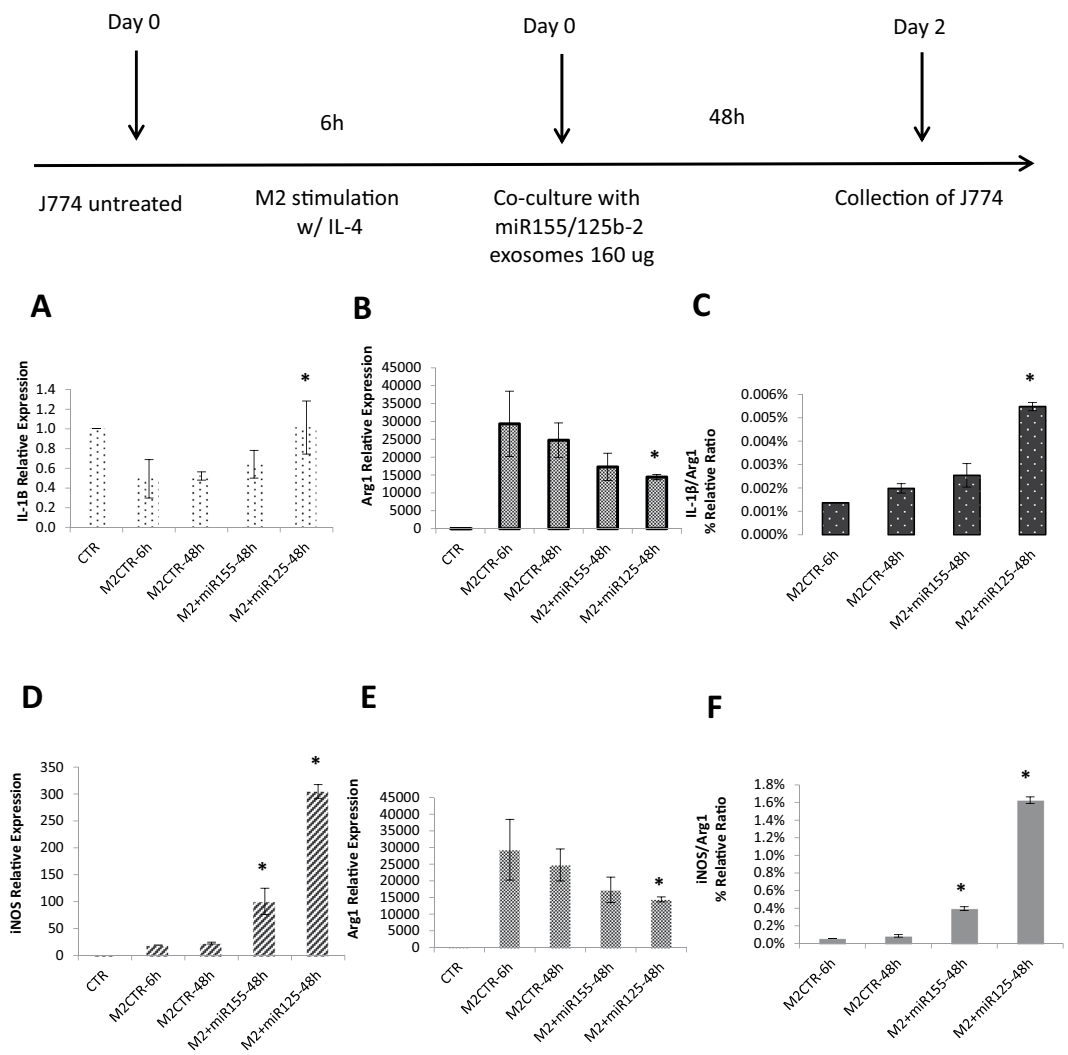 Day 0
Day 0
Day 2
6h
48h
J774 untreated
M2 stimulation
w/ IL-4
Co-culture with
miR155/125b-2
exosomes 160 ug
Collection of J774
A
IL-1B Relative Expression
1.4
1.2
1.0
0.8
0.6
0.4
0.2
0.0
*
CTR
M2CTR-6h
M2CTR-48h
M2+miR155-48h
M2+miR125-48h
B
Arg1 Relative Expression
45000
40000
35000
30000
25000
20000
15000
10000
5000
0
*
CTR
M2CTR-6h
M2CTR-48h
M2+miR155-48h
M2+miR125-48h
C
IL-1β/Arg1
% Relative Ratio
0.006%
0.005%
0.004%
0.003%
0.002%
0.001%
0.000%
*
M2CTR-6h
M2CTR-48h
M2+miR155-48h
M2+miR125-48h
D
iNOS Relative Expression
350
300
250
200
150
100
50
0
*
*
CTR
M2CTR-6h
M2CTR-48h
M2+miR155-48h
M2+miR125-48h
E
Arg1 Relative Expression
45000
40000
35000
30000
25000
20000
15000
10000
5000
0
*
CTR
M2CTR-6h
M2CTR-48h
M2+miR155-48h
M2+miR125-48h
F
iNOS/Arg1
% Relative Ratio
1.8%
1.6%
1.4%
1.2%
1.0%
0.8%
0.6%
0.4%
0.2%
0.0%
*
*
M2CTR-6h
M2CTR-48h
M2+miR155-48h
M2+miR125-48h